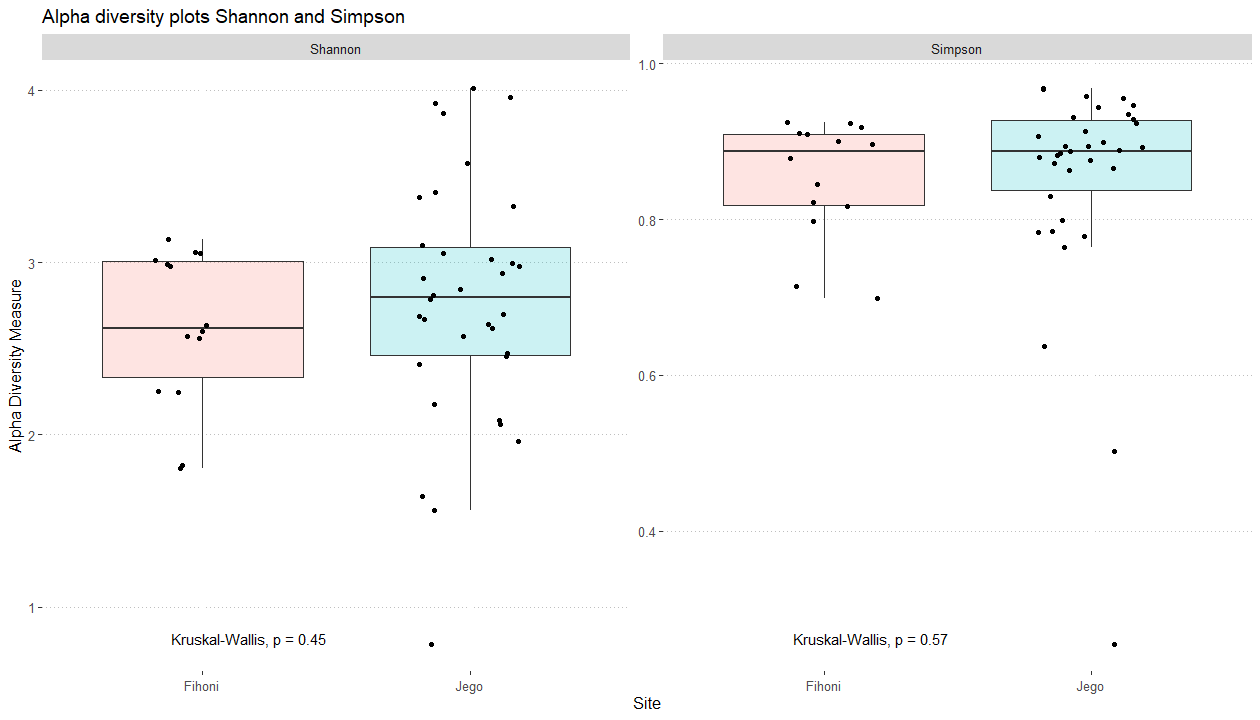 Alpha diversity plots Shannon and Simpson
Shannon
Simpson
Alpha Diversity Measure
4
3
2
1
1.0
0.8
0.6
0.4
Kruskal-Wallis, p = 0.45
Kruskal-Wallis, p = 0.57
Fihoni
Jego
Fihoni
Jego
Site